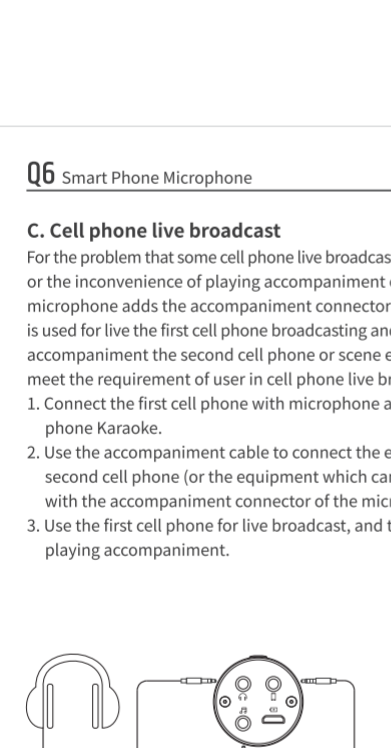 Q6 Smart Phone Microphone
C. Cell phone live broadcast
For the problem that some cell phone live broadcas
or the inconvenience of playing accompaniment
microphone adds the accompaniment connector
is used for live the first cell phone broadcasting an
accompaniment the second cell phone or scene e
meet the requirement of user in cell phone live b
1. Connect the first cell phone with microphone a
phone Karaoke.
2. Use the accompaniment cable to connect the e
second cell phone (or the equipment which ca
with the accompaniment connector of the mic
3. Use the first cell phone for live broadcast, and t
playing accompaniment.